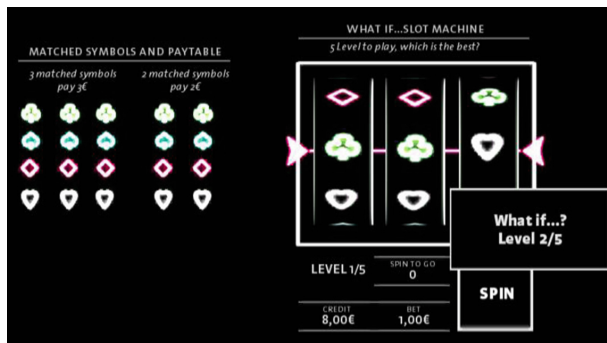 WHAT IF...SLOT MACHINE
5 Level to play, which is the best?
MATCHED SYMBOLS AND PAYTABLE
3 matched symbols
pay 3€
2 matched symbols
pay 2€
What if...?
Level 2/5
LEVEL 1/5
SPIN TO GO
0
SPIN
CREDIT
8,00€
BET
1,00€